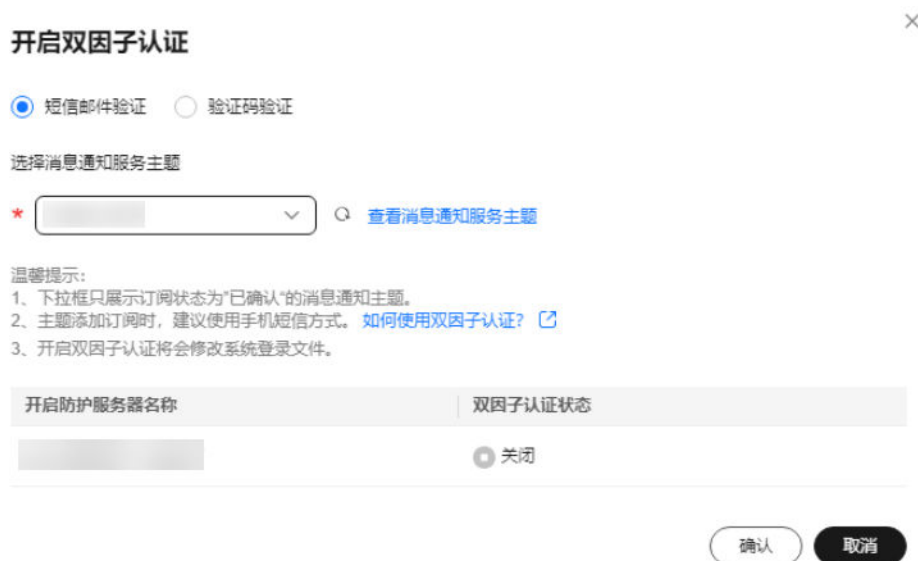 开启双因子认证
短信邮件验证 验证码验证
选择消息通知服务主题
* 查看消息通知服务主题
温馨提示：
1、下拉框只展示订阅状态为"已确认"的消息通知主题。
2、主题添加订阅时，建议使用手机短信方式。 如何使用双因子认证？
3、开启双因子认证将会修改系统登录文件。
开启防护服务器名称 双因子认证状态
关闭
确认 取消